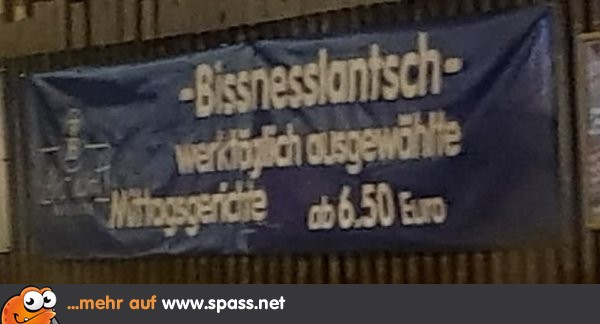 -Bissnesslantsch-
werktäglich ausgewählte
Mittagsgerichte ab 6.50 Euro
...mehr auf www.spass.net